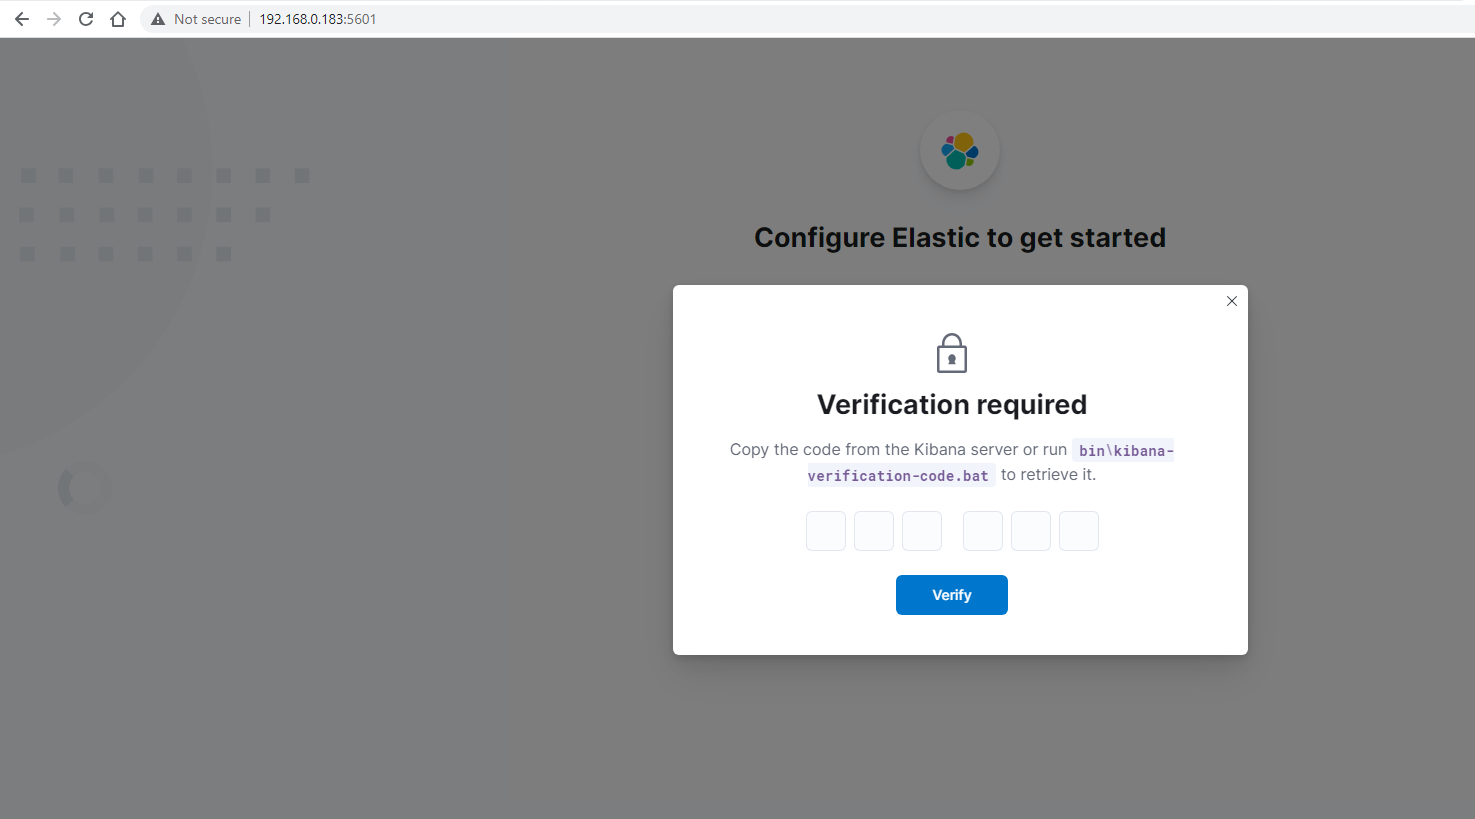 Not secure | 192.168.0.183:5601
Configure Elastic to get started
Verification required
Copy the code from the Kibana server or run bin\kibana-
verification-code.bat to retrieve it.
Verify